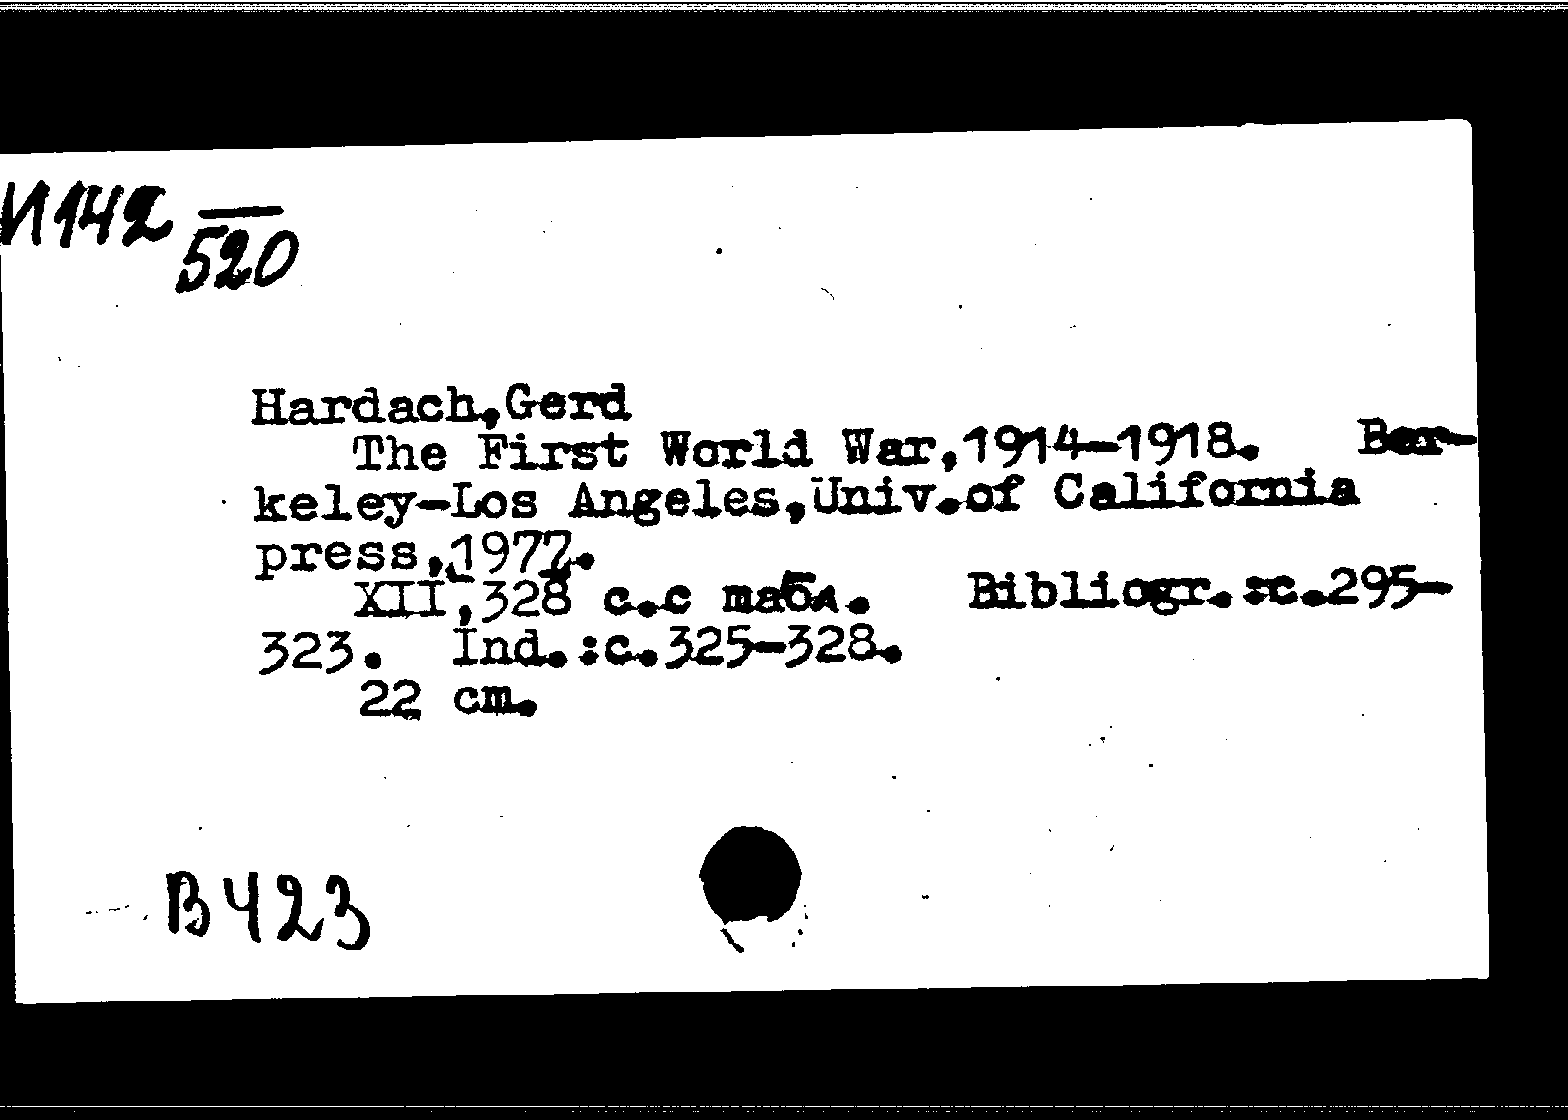 И142 —
520
Hardach,Gerd
The First World War,1914-1918. Ber-
keley-Los Angeles,Univ.of California
press,1977.
XII,328 с.с табл. Bibliogr.:c.295-
323. Ind.:c.325-328.
22 cm.
В423